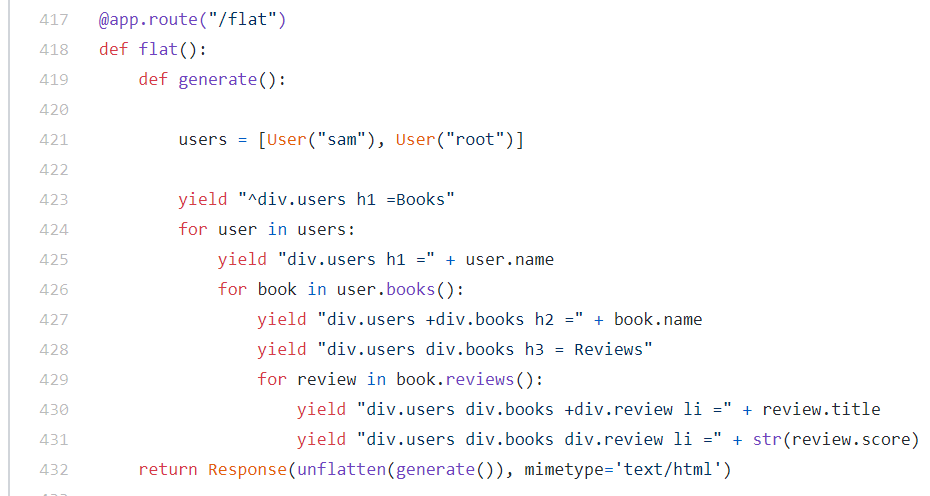 417 @app.route("/flat")
418 def flat():
419 def generate():
420
421 users = [User("sam"), User("root")]
422
423 yield "^div.users h1 =Books"
424 for user in users:
425 yield "div.users h1 =" + user.name
426 for book in user.books():
427 yield "div.users +div.books h2 =" + book.name
428 yield "div.users div.books h3 = Reviews"
429 for review in book.reviews():
430 yield "div.users div.books +div.review li =" + review.title
431 yield "div.users div.books div.review li =" + str(review.score)
432 return Response(unflatten(generate()), mimetype='text/html')